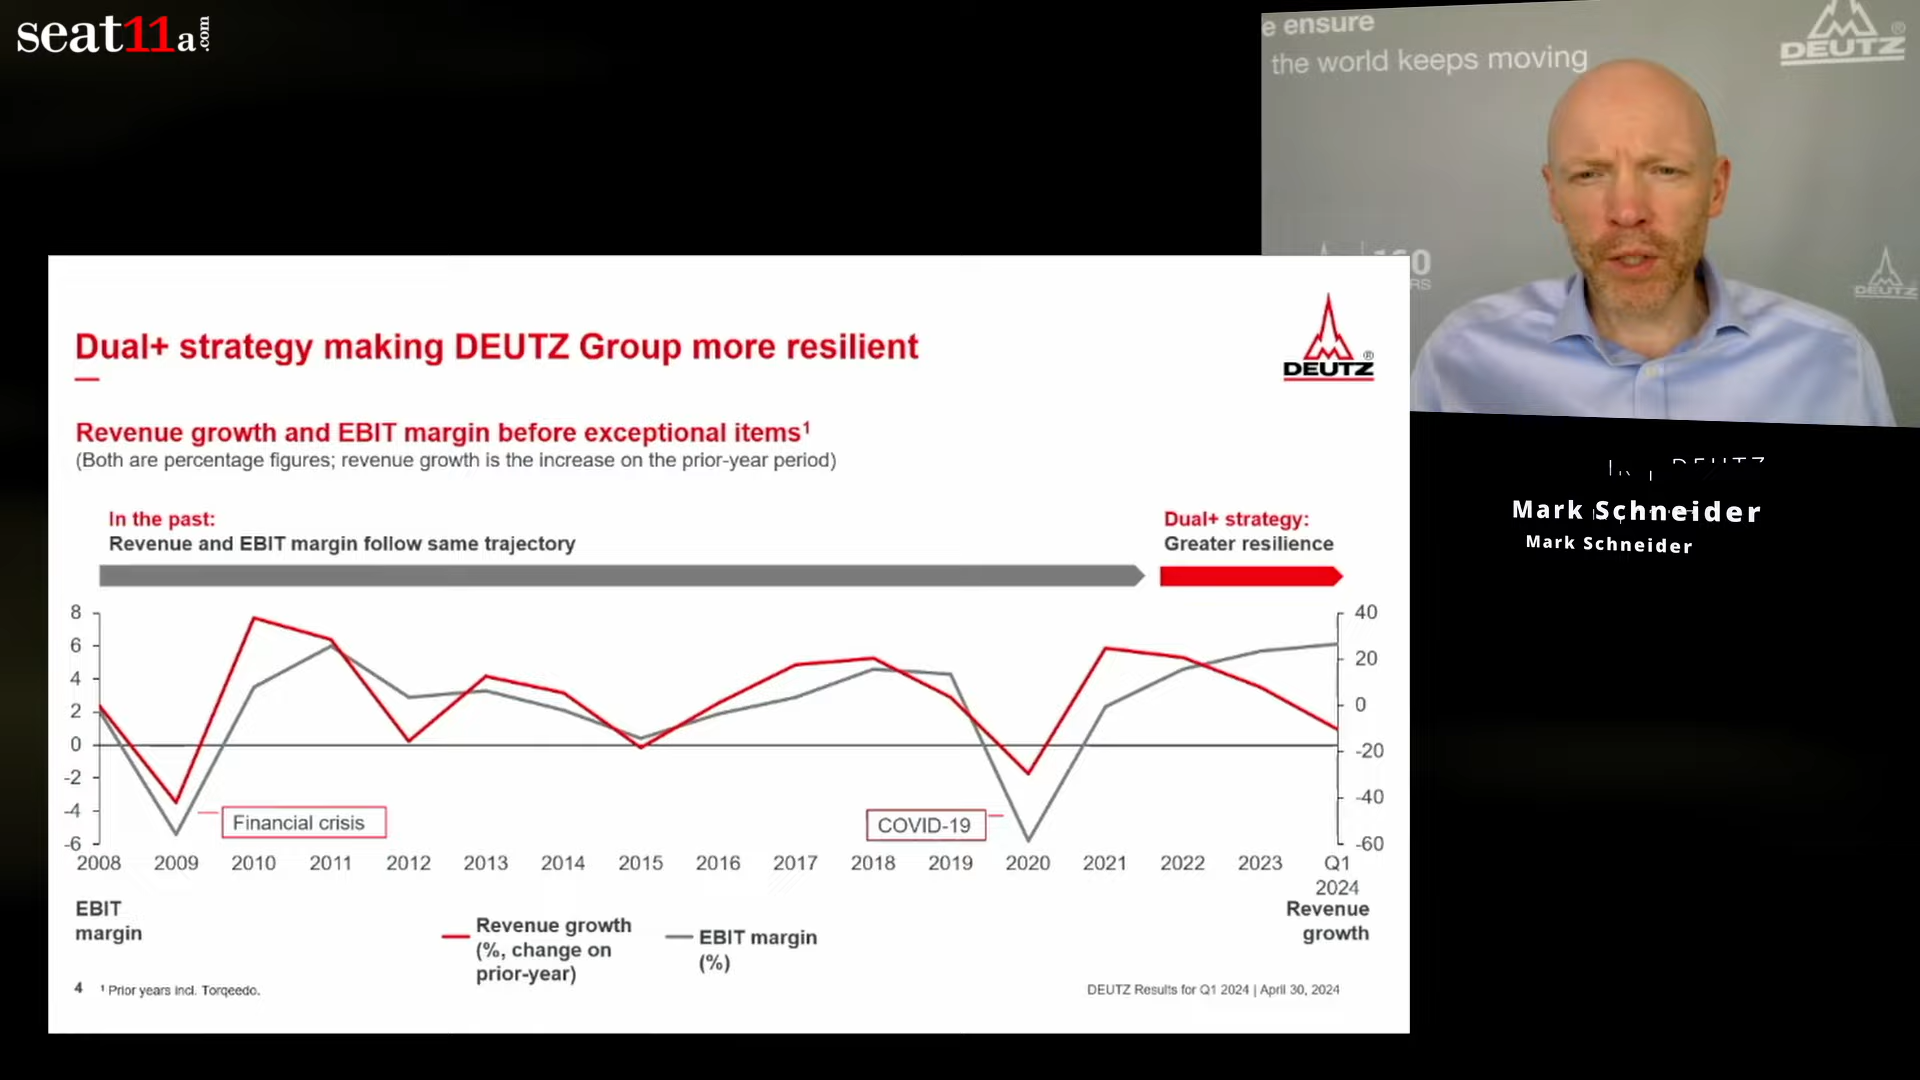 seat11a.com
e ensure
the world keeps moving
DEUTZ
DEUTZ
Dual+ strategy making DEUTZ Group more resilient
DEUTZ
Revenue growth and EBIT margin before exceptional items¹
(Both are percentage figures; revenue growth is the increase on the prior-year period)
In the past:
Revenue and EBIT margin follow same trajectory
Dual+ strategy:
Greater resilience
8
6
4
2
0
-2
-4
-6
40
20
0
-20
-40
-60
Financial crisis
COVID-19
2008 2009 2010 2011 2012 2013 2014 2015 2016 2017 2018 2019 2020 2021 2022 2023 Q1
2024
EBIT
margin
Revenue growth
(%, change on
prior-year)
EBIT margin
(%)
Revenue
growth
4 ¹ Prior years incl. Torqeedo.
DEUTZ Results for Q1 2024 | April 30, 2024
Mark Schneider
Mark Schneider